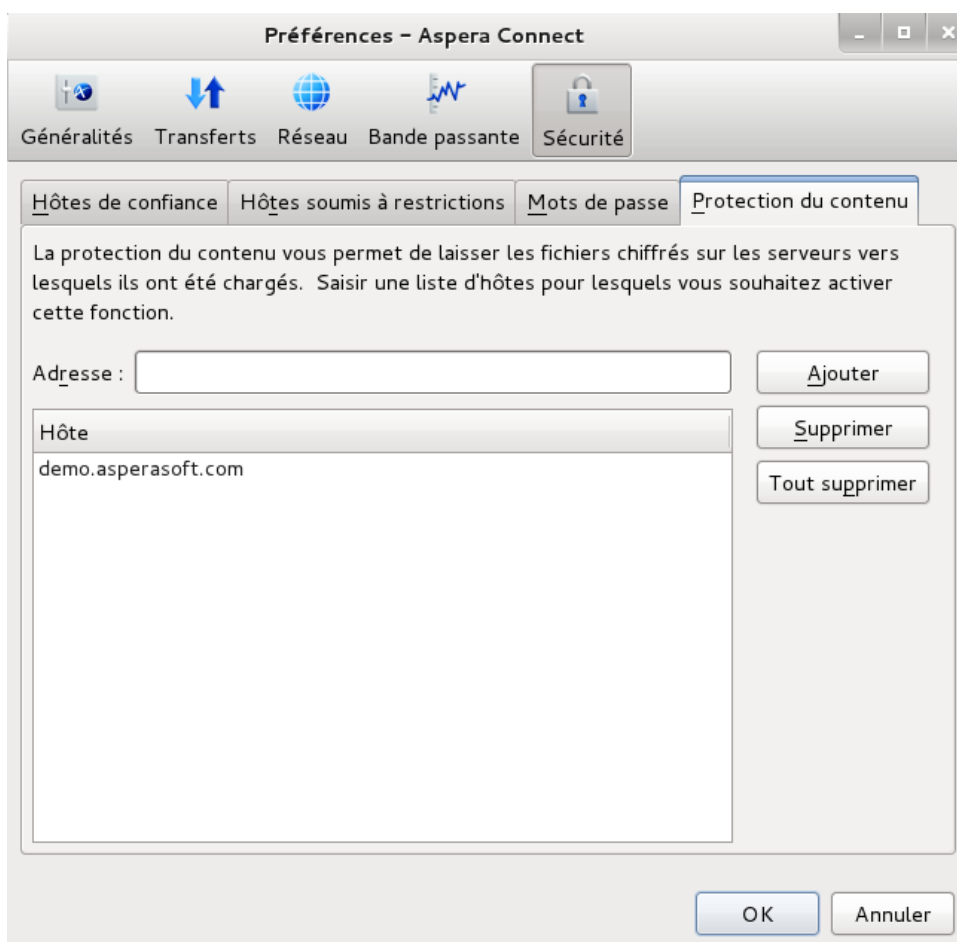 Préférences – Aspera Connect
Généralités Transferts Réseau Bande passante Sécurité
Hôtes de confiance Hôtes soumis à restrictions Mots de passe Protection du contenu
La protection du contenu vous permet de laisser les fichiers chiffrés sur les serveurs vers
lesquels ils ont été chargés. Saisir une liste d'hôtes pour lesquels vous souhaitez activer
cette fonction.
Adresse : Ajouter
Hôte Supprimer
demo.asperasoft.com
Tout supprimer
OK Annuler